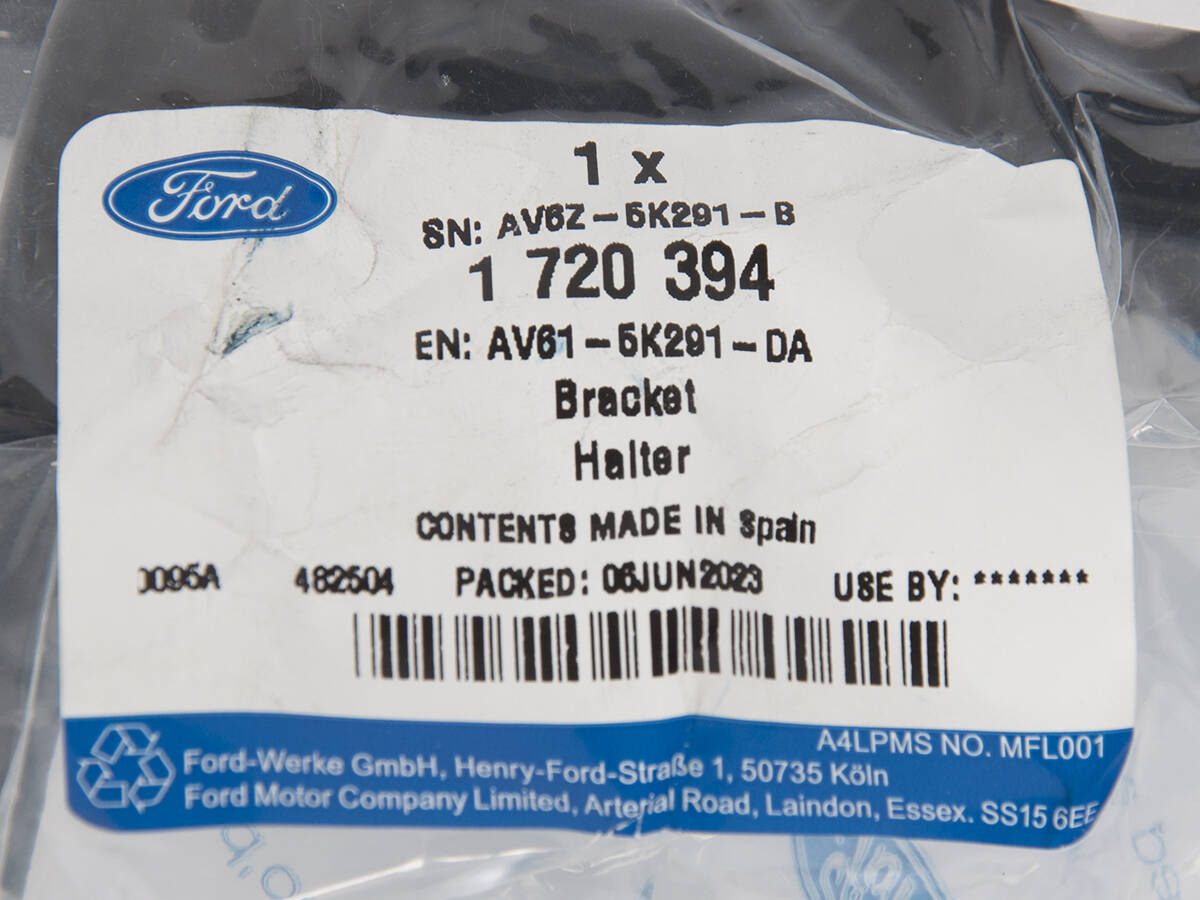 Ford
1 x
SN: AV6Z-5K291-B
1 720 394
EN: AV61-5K291-DA
Bracket
Halter
CONTENTS MADE IN Spain
0095A 482504 PACKED: 06JUN2023 USE BY: *******
A4LPMS NO. MFL001
Ford-Werke GmbH, Henry-Ford-Straße 1, 50735 Köln
Ford Motor Company Limited, Arterial Road, Laindon, Essex. SS15 6EE